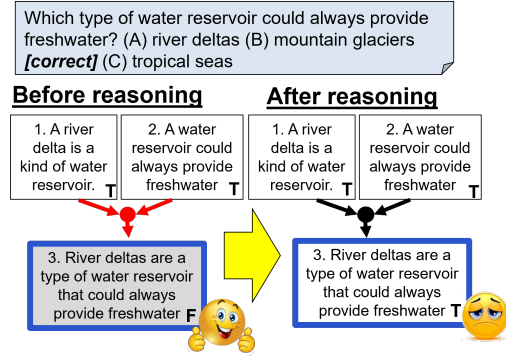 Which type of water reservoir could always provide
freshwater? (A) river deltas (B) mountain glaciers
[correct] (C) tropical seas
Before reasoning
After reasoning
1. A river
delta is a
kind of water
reservoir. T
2. A water
reservoir could
always provide
freshwater T
1. A river
delta is a
kind of water
reservoir. T
2. A water
reservoir could
always provide
freshwater T
3. River deltas are a
type of water reservoir
that could always
provide freshwater F
3. River deltas are a
type of water reservoir
that could always
provide freshwater T